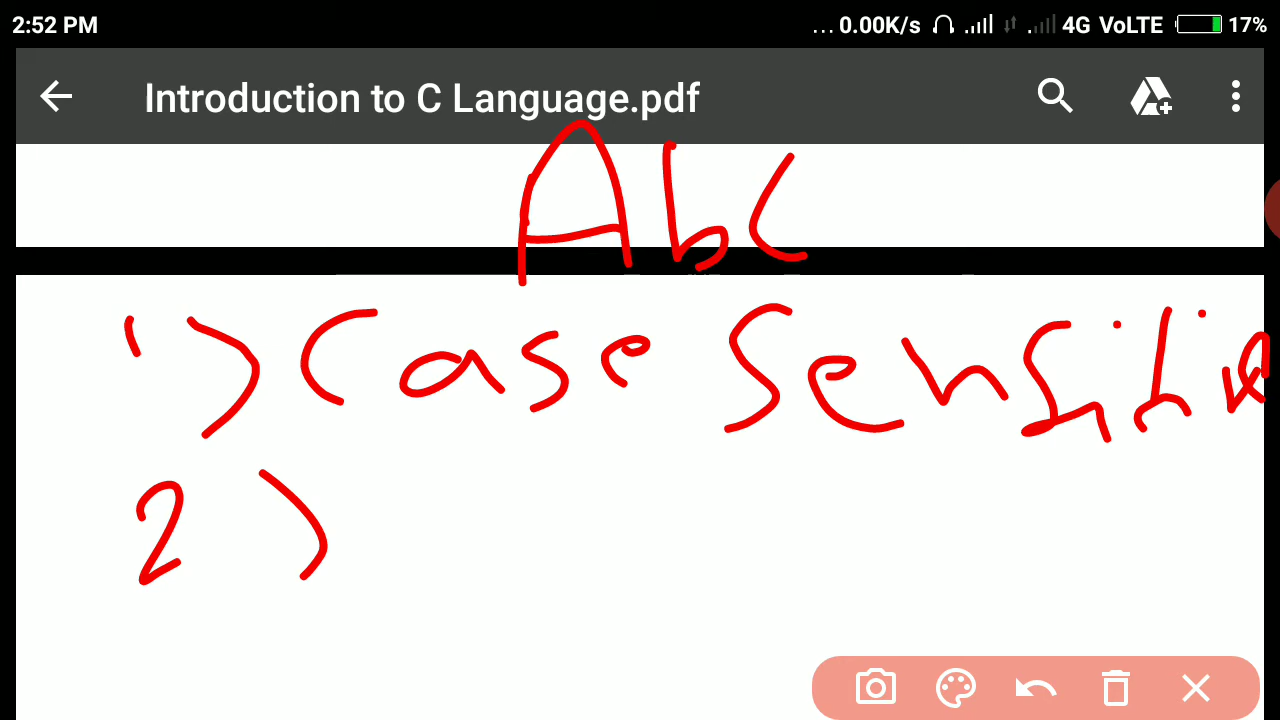 2:52 PM ... 0.00K/s 4G VoLTE 17%
Introduction to C Language.pdf
Abc
1) Case Sensitive
2)